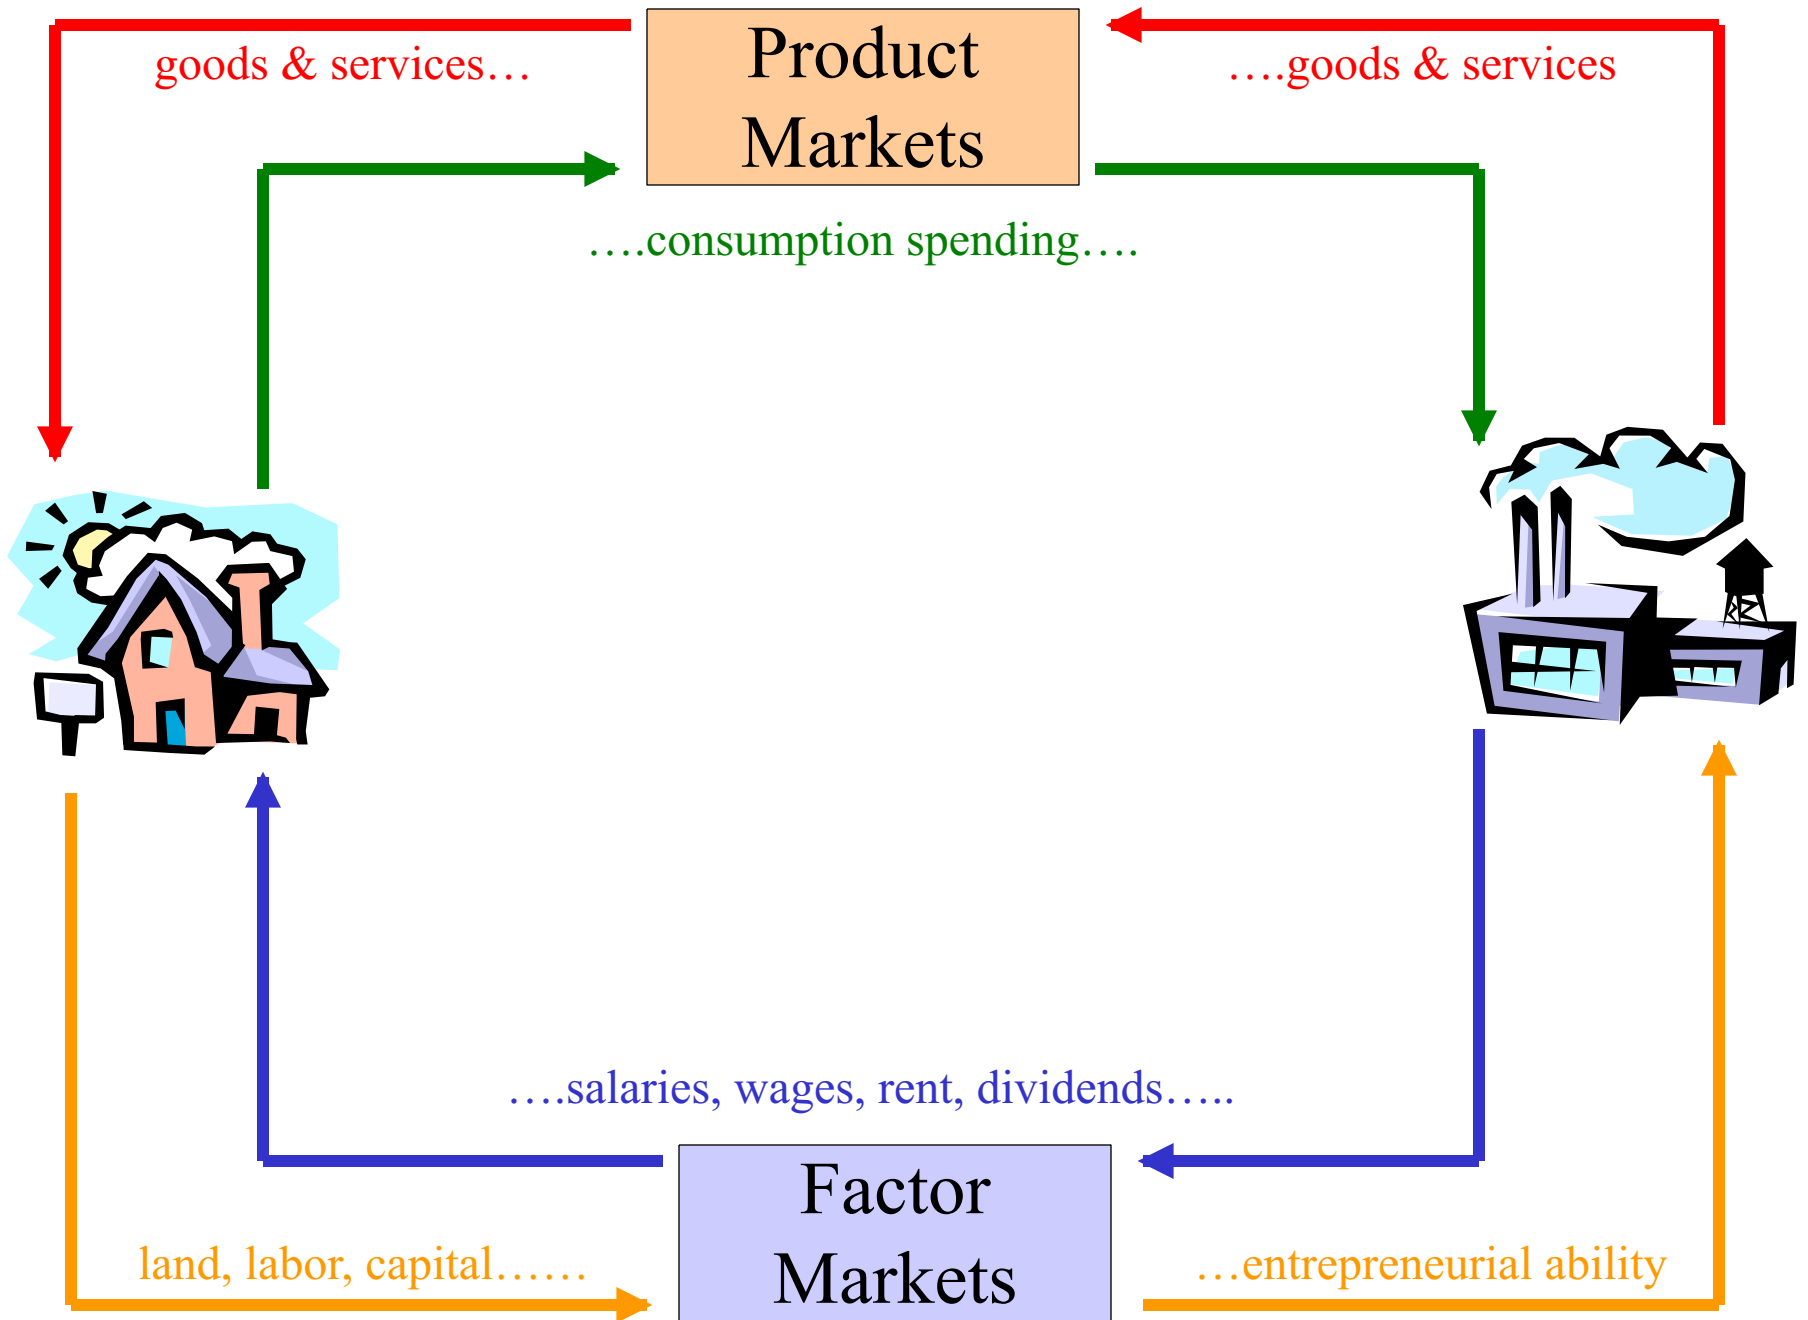 Product
Markets
goods & services…
….goods & services
….consumption spending….
….salaries, wages, rent, dividends…..
Factor
Markets
land, labor, capital……
…entrepreneurial ability